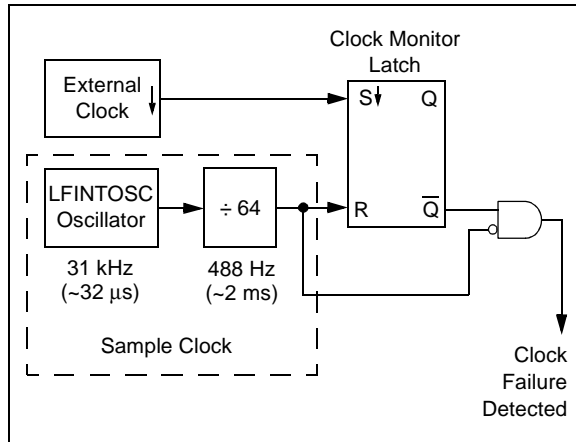 Clock Monitor
Latch
External
Clock
S
Q
LFINTOSC
Oscillator
÷ 64
R
Q̅
31 kHz
(~32 μs)
488 Hz
(~2 ms)
Sample Clock
Clock
Failure
Detected